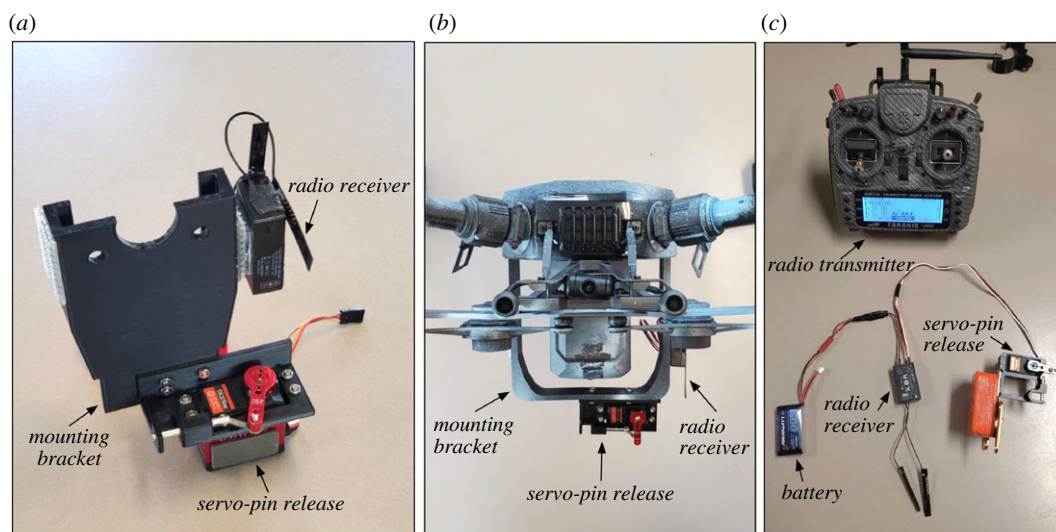 (a)
(b)
(c)
radio receiver
mounting
bracket
servo-pin release
mounting
bracket
radio
receiver
servo-pin release
TARANIS
radio transmitter
servo-pin
release
radio
receiver
battery